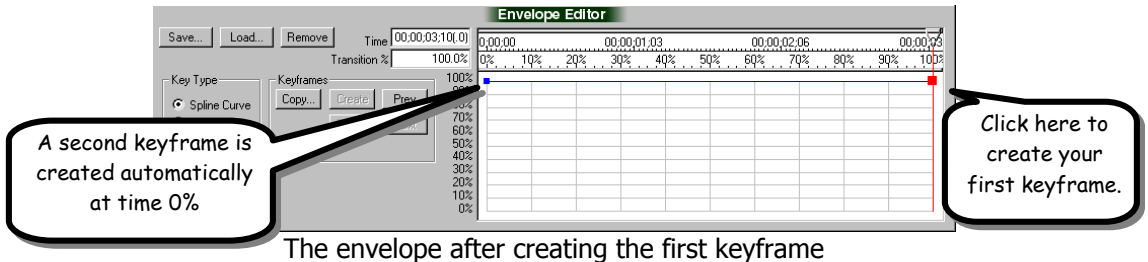 Envelope Editor
Save... Load... Remove Time 00;00;03;10(.0)
Transition % 100.0%
0;00;00 00;00;01;03 00;00;02;06 00;00;03
0% 10% 20% 30% 40% 50% 60% 70% 80% 90% 100%
Key Type
Spline Curve
Keyframes
Copy... Create Prev
100%
70%
60%
50%
40%
30%
20%
10%
0%
A second keyframe is
created automatically
at time 0%
Click here to
create your
first keyframe.
The envelope after creating the first keyframe